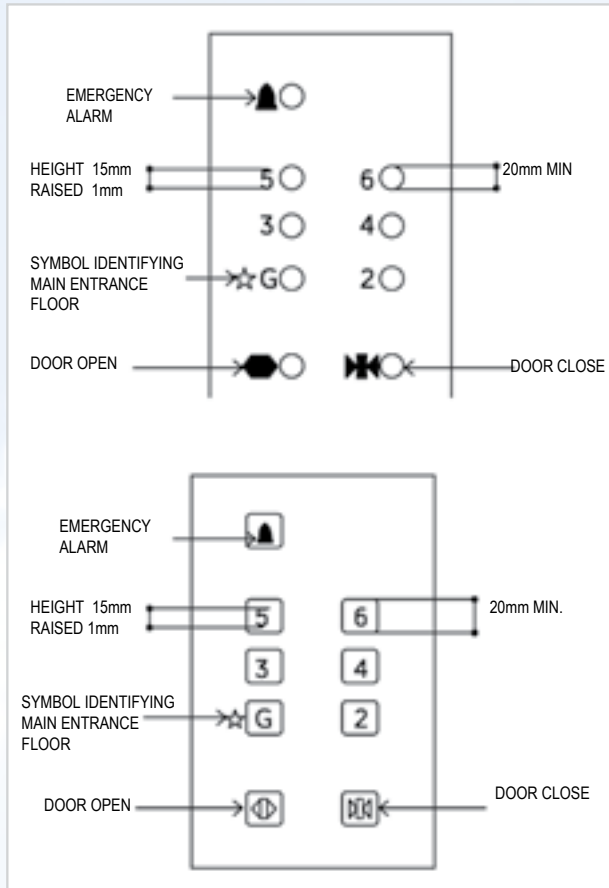 EMERGENCY
ALARM
HEIGHT 15mm
RAISED 1mm
5 6
20mm MIN
3 4
SYMBOL IDENTIFYING
MAIN ENTRANCE
FLOOR
G 2
DOOR OPEN
DOOR CLOSE
EMERGENCY
ALARM
HEIGHT 15mm
RAISED 1mm
5 6
20mm MIN.
3 4
SYMBOL IDENTIFYING
MAIN ENTRANCE
FLOOR
G 2
DOOR OPEN
DOOR CLOSE